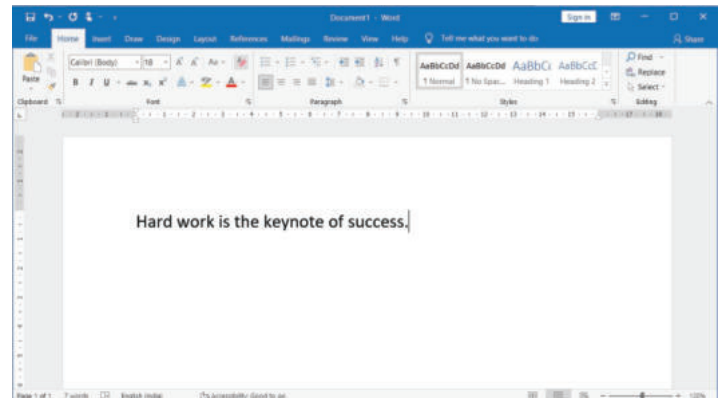 Document1 - Word
Sign in
File Home Insert Draw Design Layout References Mailings Review View Help Tell me what you want to do Share
Paste
Calibri (Body) 18
AaBbCcDd AaBbCcDd AaBbCc AaBbCcC
1 Normal 1 No Spac... Heading 1 Heading 2
Find
Replace
Select
Clipboard Font Paragraph Styles Editing
Hard work is the keynote of success.
Page 1 of 1 7 words English (India) Accessibility: Good to go